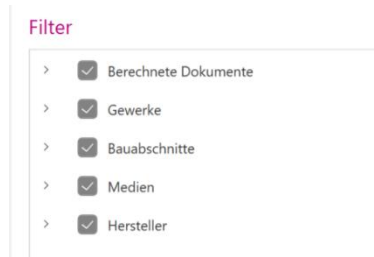 Filter
Berechnete Dokumente
Gewerke
Bauabschnitte
Medien
Hersteller